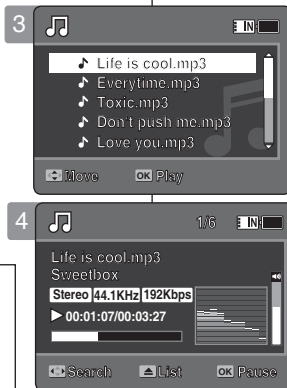 3
IN
Life is cool.mp3
Everytime.mp3
Toxic.mp3
Don't push me.mp3
Love you.mp3
Move OK Play
4
1/6 IN
Life is cool.mp3
Sweetbox
Stereo 44.1KHz 192Kbps
00:01:07/00:03:27
Search List OK Pause